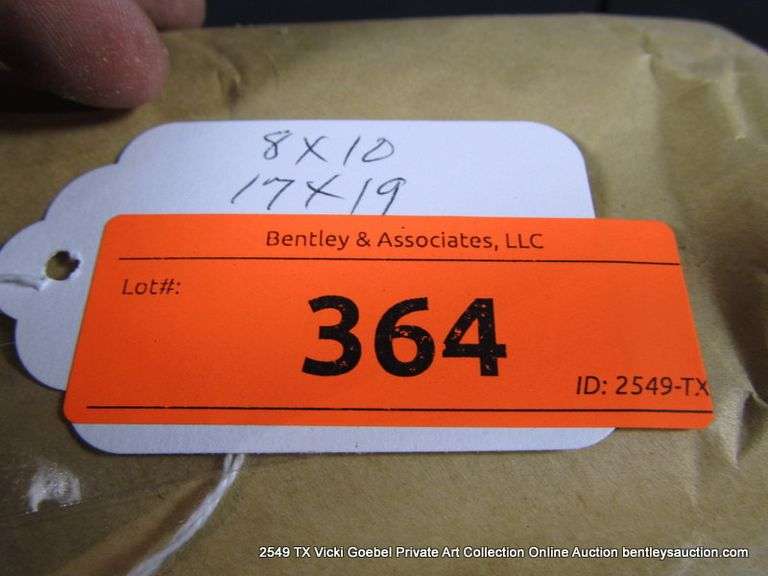 8X10
17X19
Bentley & Associates, LLC
Lot#:
364
ID: 2549-TX
2549 TX Vicki Goebel Private Art Collection Online Auction bentleysauction.com